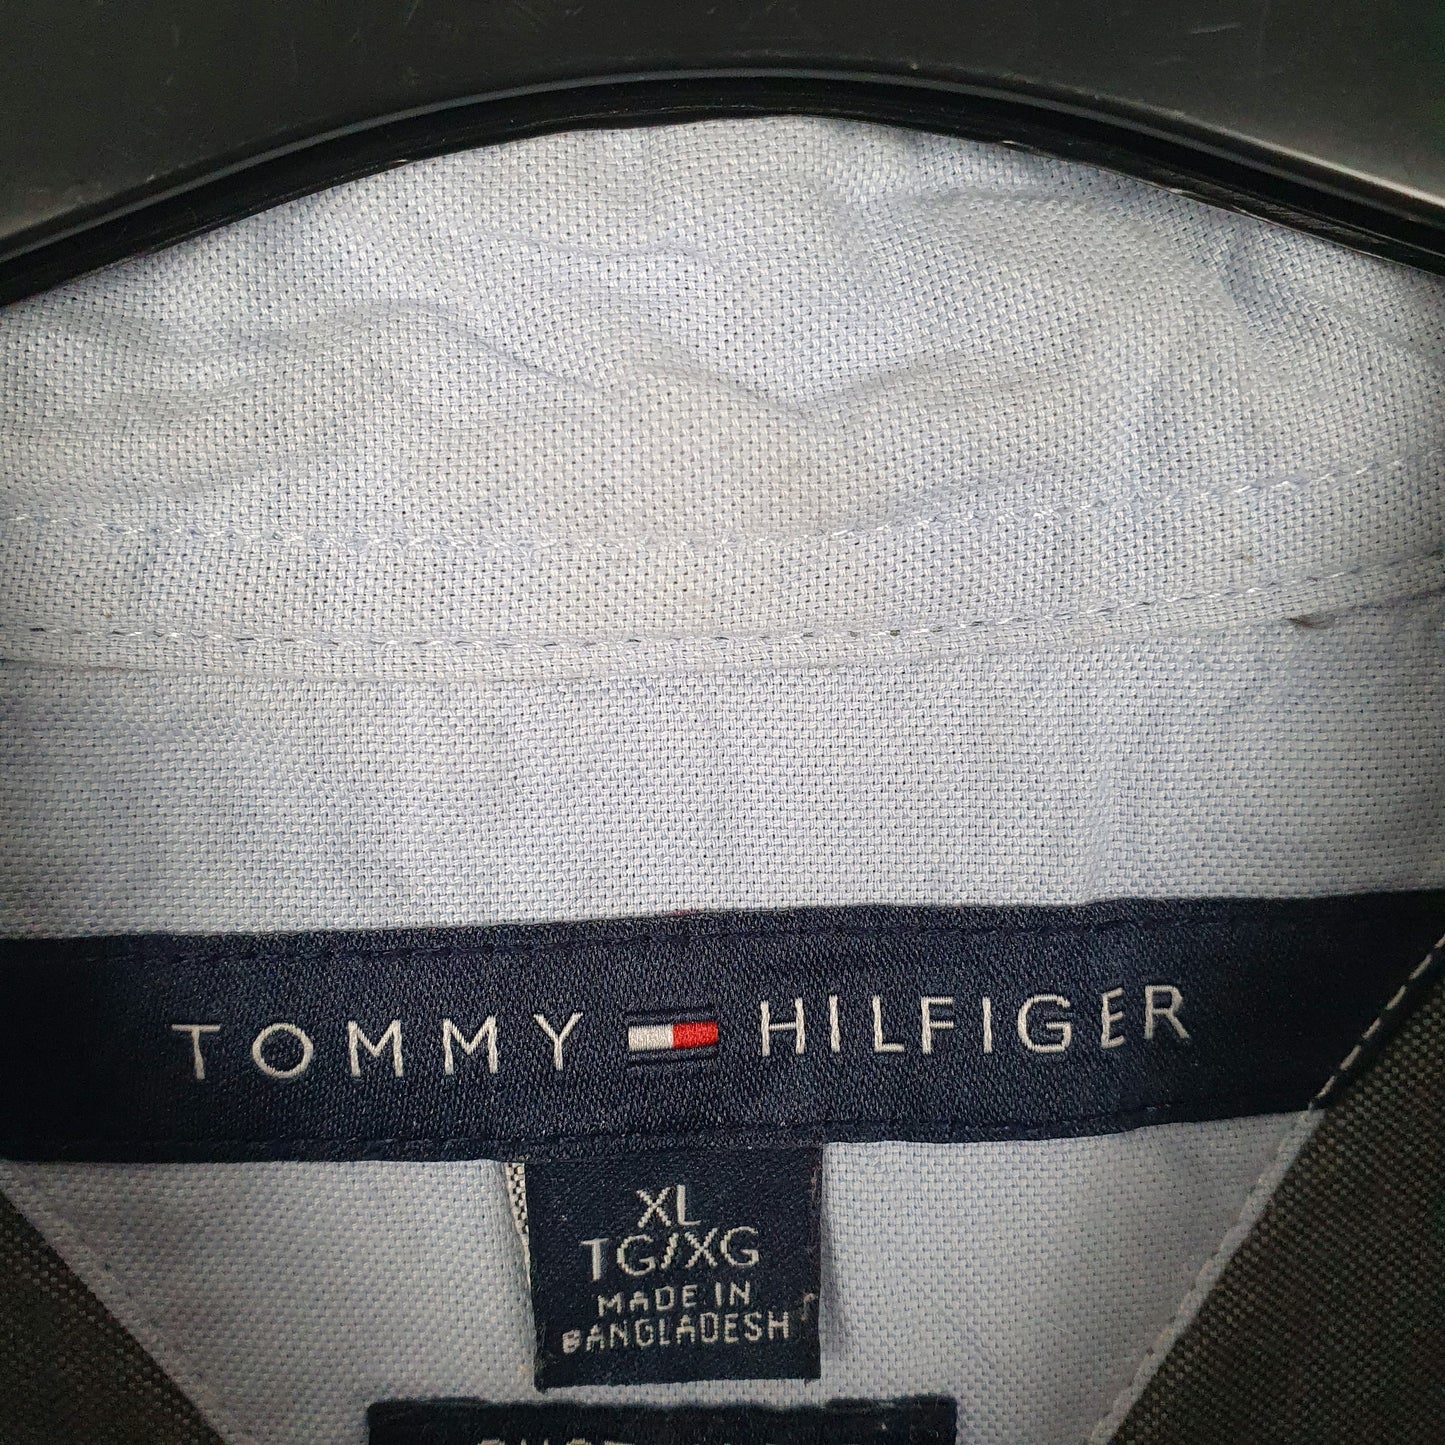 TOMMY HILFIGER
XL
TG/XG
MADE IN
BANGLADESH